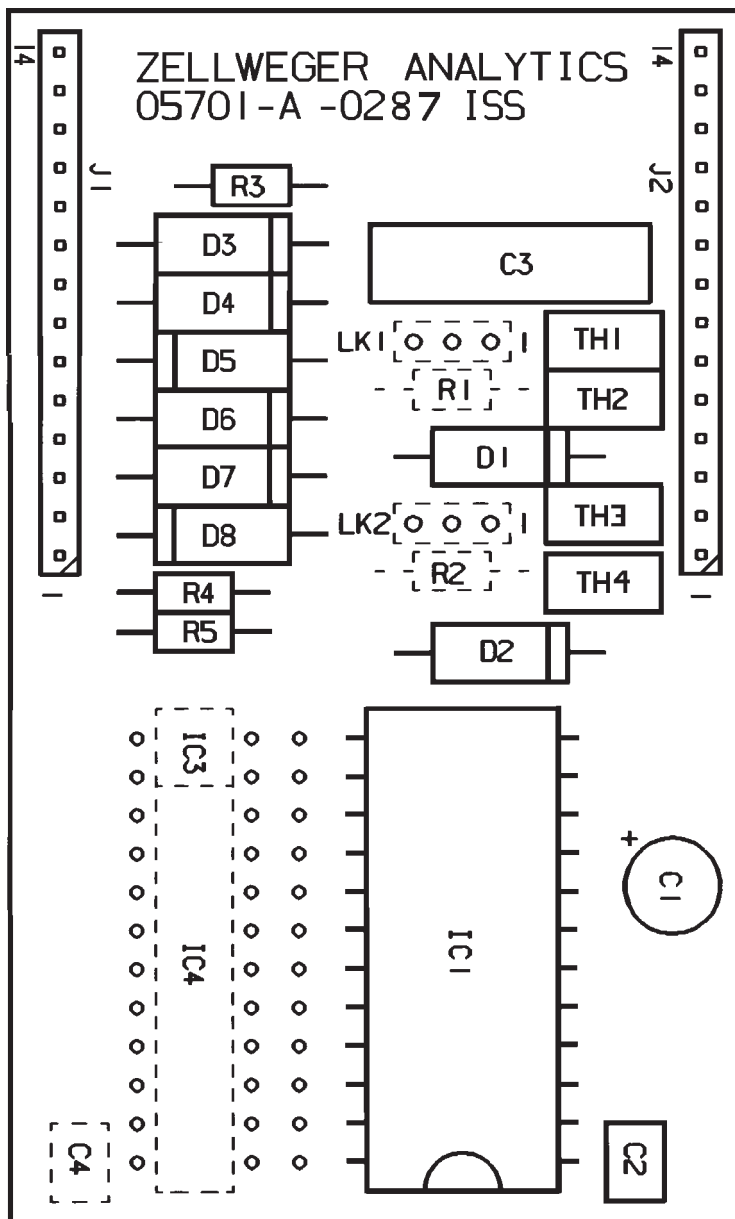 ZELLWEGER ANALYTICS
05701-A -0287 ISS
14
14
J1
J2
R3
D3
C3
D4
LK1
1
TH1
D5
R1
TH2
D6
D1
D7
TH3
LK2
1
D8
R2
TH4
1
R4
1
R5
D2
IC3
+
C1
IC1
IC4
C4
C2